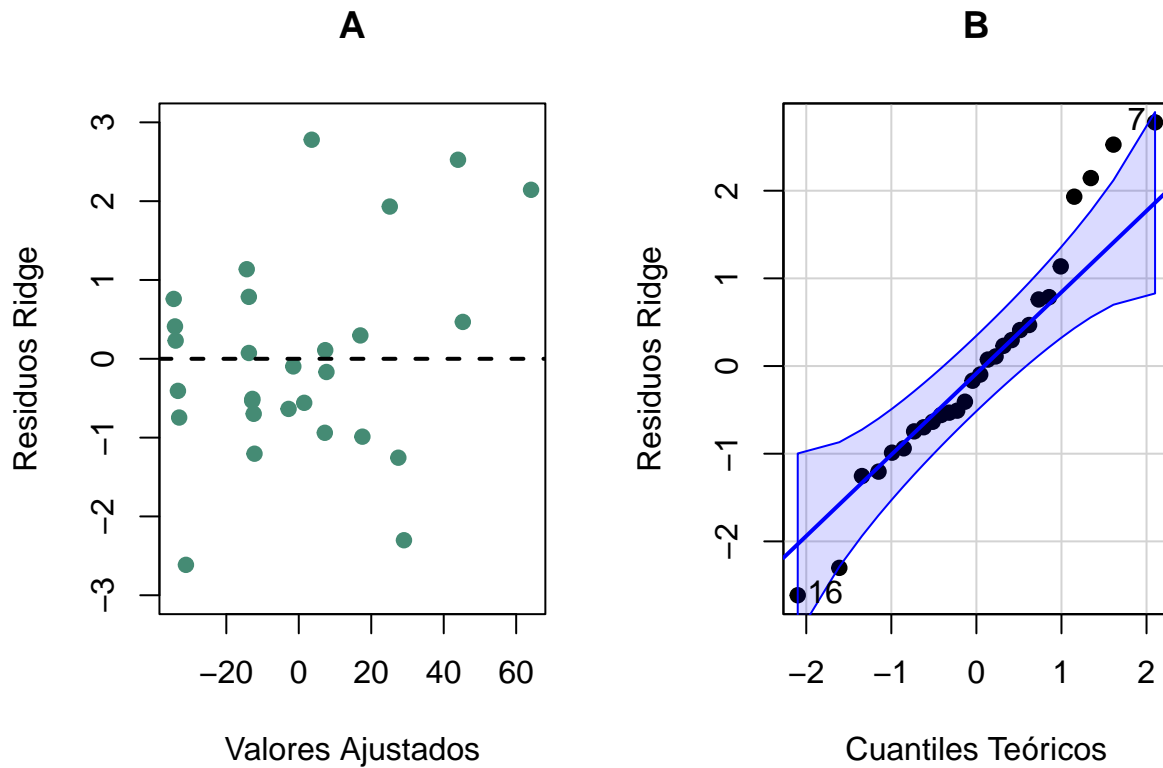 A
3
2
1
0
−1
−2
−3
Residuos Ridge
−20 0 20 40 60
Valores Ajustados
B
7
16
2
1
0
−1
−2
Residuos Ridge
−2 −1 0 1 2
Cuantiles Teóricos